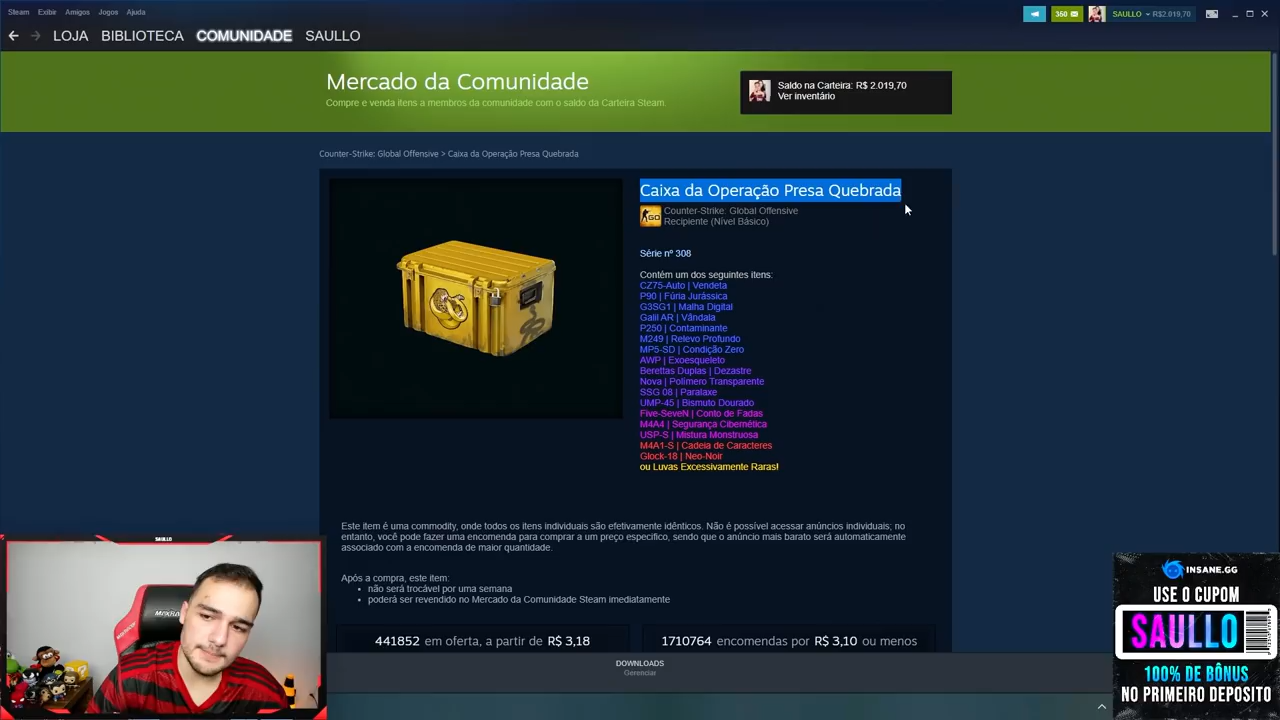 Steam Exibir Amigos Jogos Ajuda
350 SAULLO R$2.019,70
LOJA BIBLIOTECA COMUNIDADE SAULLO
Mercado da Comunidade
Compre e venda itens a membros da comunidade com o saldo da Carteira Steam
Saldo na Carteira: R$ 2.019,70
Ver inventário
Counter-Strike: Global Offensive > Caixa da Operação Presa Quebrada
Caixa da Operação Presa Quebrada
GO
Counter-Strike: Global Offensive
Recipiente (Nível Básico)
Série nº 308
Contém um dos seguintes itens:
CZ75-Auto | Vendeta
P90 | Fúria Jurássica
G3SG1 | Malha Digital
Galil AR | Vândala
P250 | Contaminante
M249 | Relevo Profundo
MP5-SD | Condição Zero
AWP | Exoesqueleto
Berettas Duplas | Dezastre
Nova | Polímero Transparente
SSG 08 | Parataxe
UMP-45 | Bismuto Dourado
Five-SeveN | Conto de Fadas
M4A4 | Segurança Cibernética
USP-S | Mistura Monstruosa
M4A1-S | Cadeia de Caracteres
Glock-18 | Neo-Noir
ou Luvas Excessivamente Raras!
Este item é uma commodity, onde todos os itens individuais são efetivamente idênticos. Não é possível acessar anúncios individuais; no
entanto, você pode fazer uma encomenda para comprar a um preço específico, sendo que o anúncio mais barato será automaticamente
associado com a encomenda de maior quantidade.
Após a compra, este item:
não será trocável por uma semana
poderá ser revendido no Mercado da Comunidade Steam imediatamente
441852 em oferta, a partir de R$ 3,18
1710764 encomendas por R$ 3,10 ou menos
DOWNLOADS
Gerenciar
SAULLO
INSANE.GG
USE O CUPOM
SAULLO
100% DE BÔNUS
NO PRIMEIRO DEPÓSITO